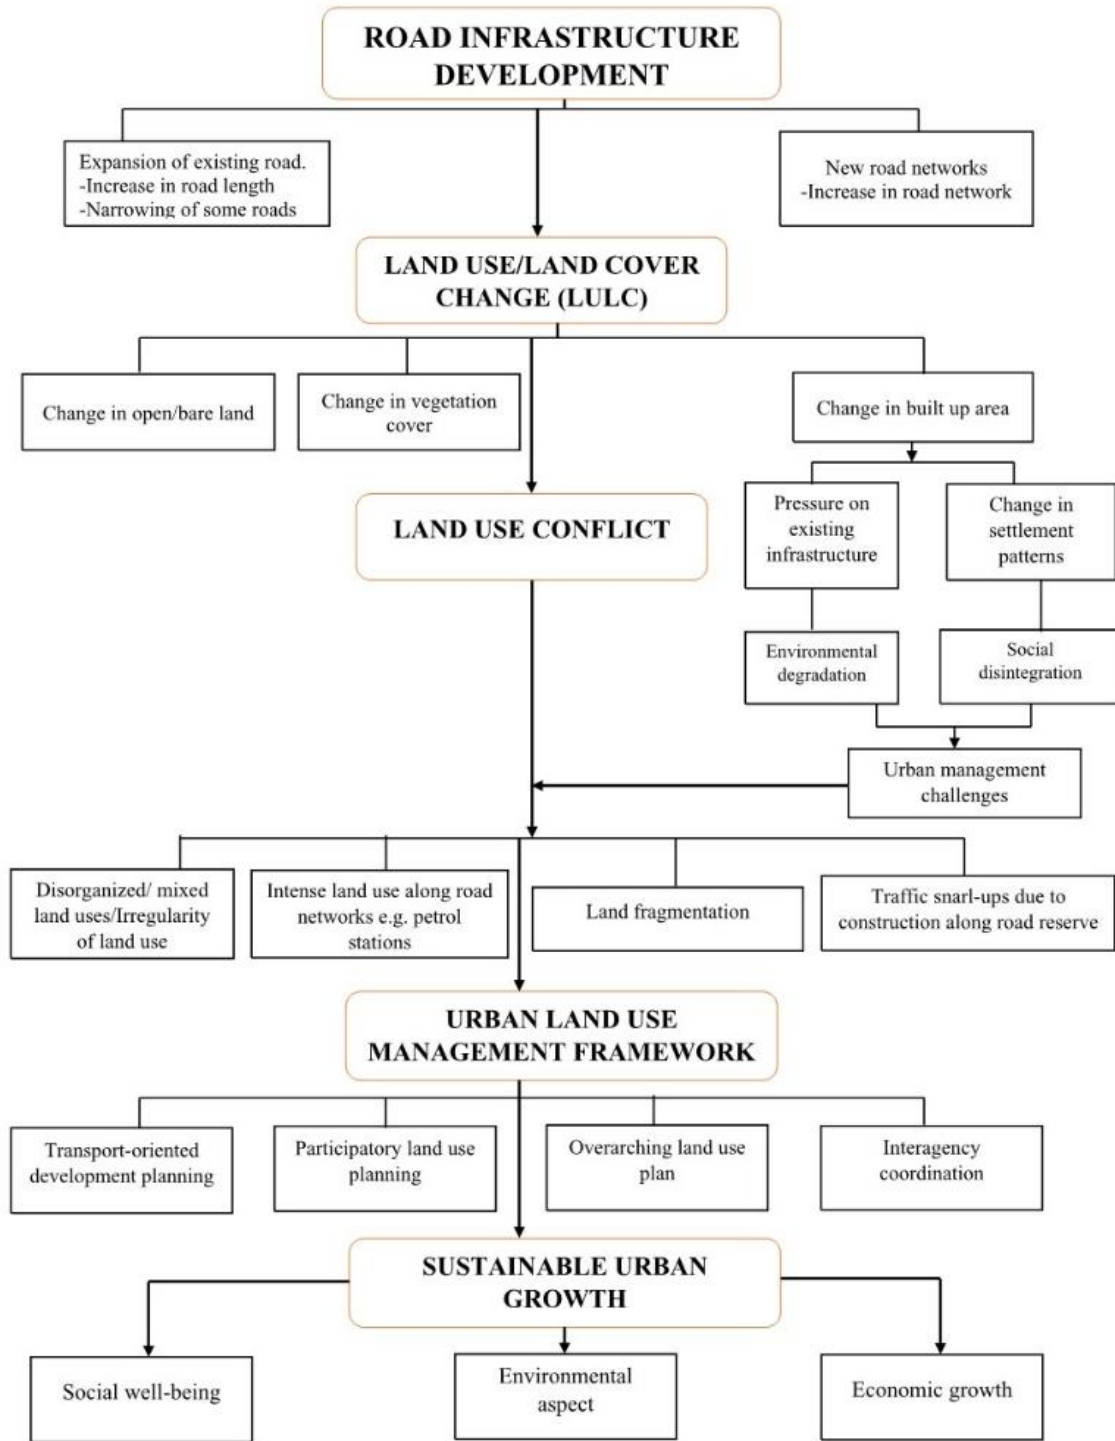 ROAD INFRASTRUCTURE
DEVELOPMENT
Expansion of existing road.
-Increase in road length
-Narrowing of some roads
New road networks
-Increase in road network
LAND USE/LAND COVER
CHANGE (LULC)
Change in open/bare land
Change in vegetation
cover
Change in built up area
Pressure on
existing
infrastructure
Change in
settlement
patterns
LAND USE CONFLICT
Environmental
degradation
Social
disintegration
Urban management
challenges
Disorganized/ mixed
land uses/Irregularity
of land use
Intense land use along road
networks e.g. petrol
stations
Land fragmentation
Traffic snarl-ups due to
construction along road reserve
URBAN LAND USE
MANAGEMENT FRAMEWORK
Transport-oriented
development planning
Participatory land use
planning
Overarching land use
plan
Interagency
coordination
SUSTAINABLE URBAN
GROWTH
Social well-being
Environmental
aspect
Economic growth